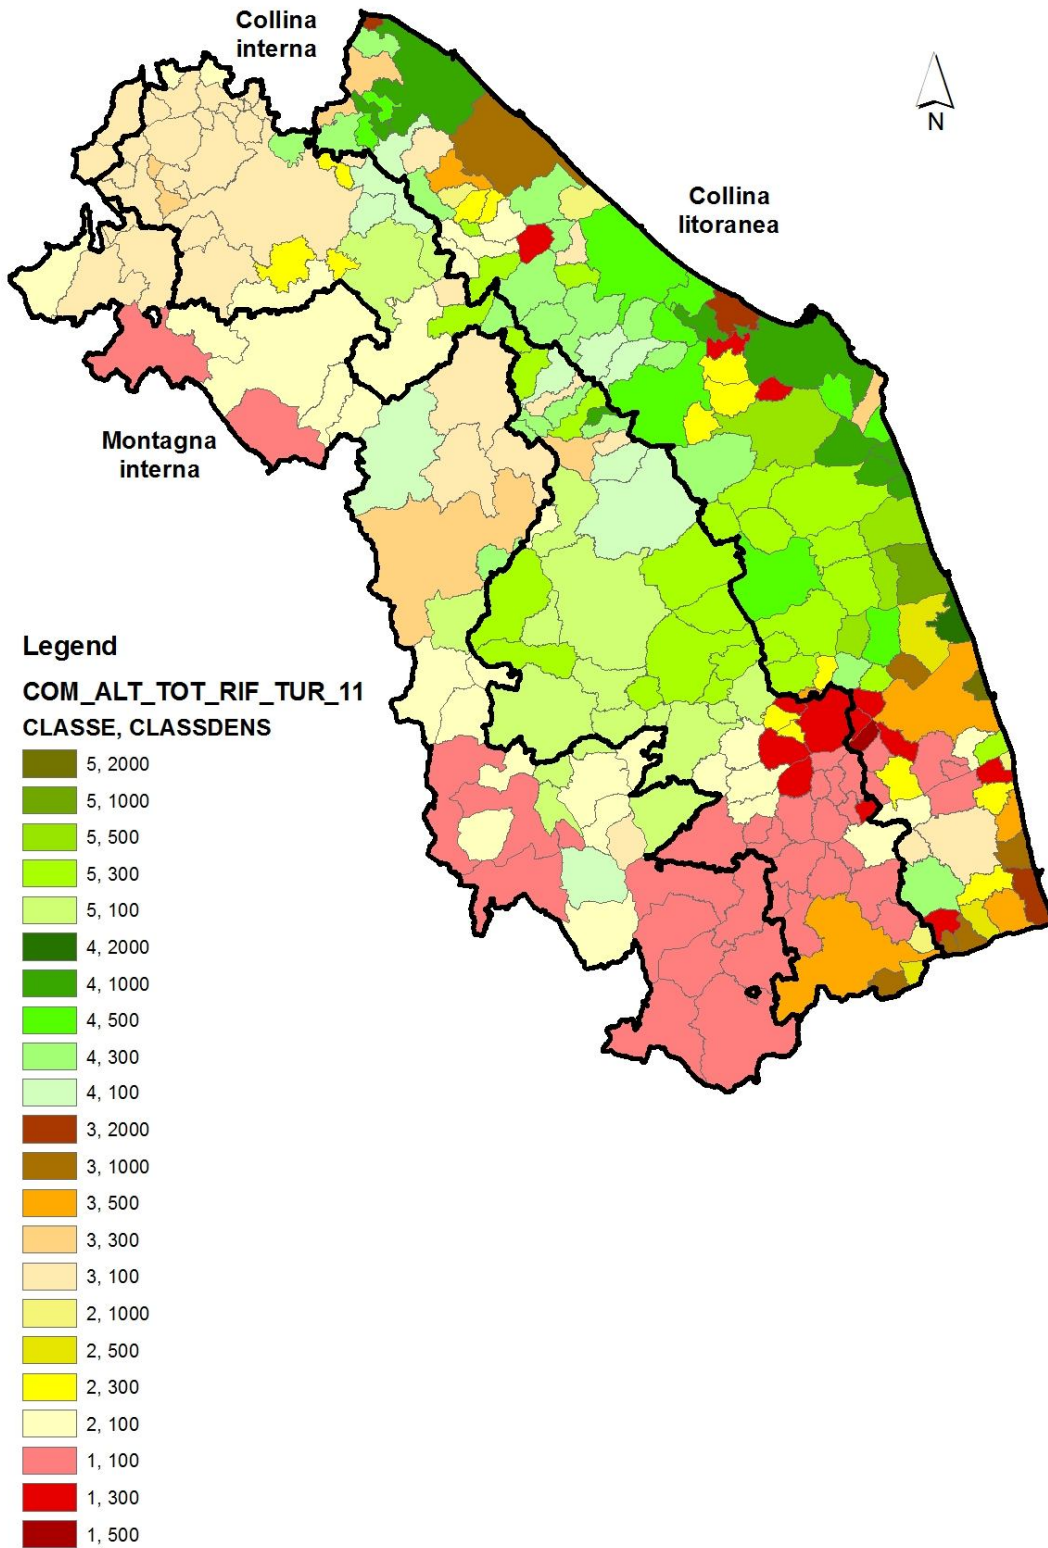 Collina
interna
N
Collina
litoranea
Montagna
interna
Legend
COM_ALT_TOT_RIF_TUR_11
CLASSE, CLASSDENS
5, 2000
5, 1000
5, 500
5, 300
5, 100
4, 2000
4, 1000
4, 500
4, 300
4, 100
3, 2000
3, 1000
3, 500
3, 300
3, 100
2, 1000
2, 500
2, 300
2, 100
1, 100
1, 300
1, 500